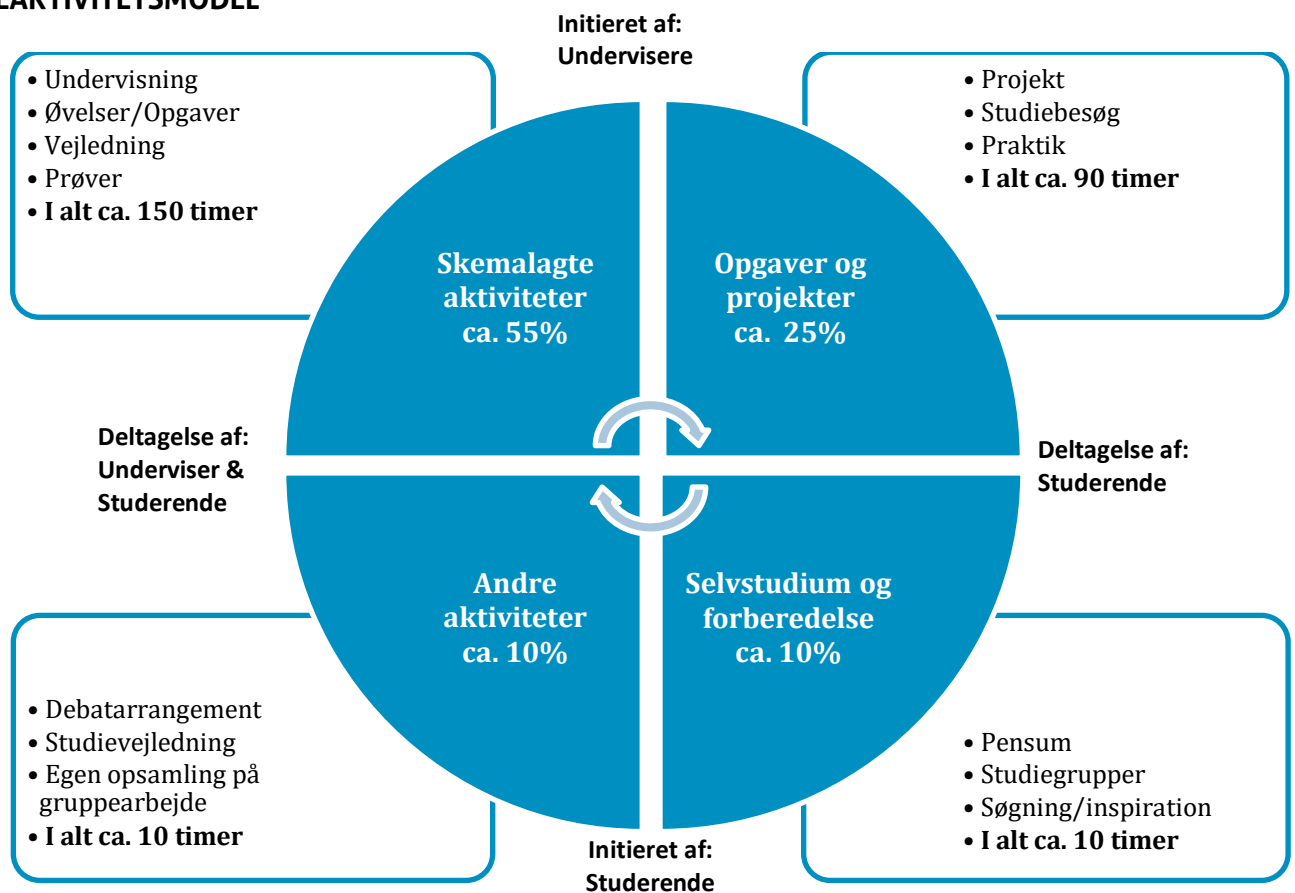 Initieret af:
Undervisere
• Undervisning
• Øvelser/Opgaver
• Vejledning
• Prøver
• I alt ca. 150 timer
• Projekt
• Studiebesøg
• Praktik
• I alt ca. 90 timer
Skemalagte
aktiviteter
ca. 55%
Opgaver og
projekter
ca. 25%
Deltagelse af:
Underviser &
Studerende
Deltagelse af:
Studerende
Andre
aktiviteter
ca. 10%
Selvstudium og
forberedelse
ca. 10%
• Debatarrangement
• Studievejledning
• Egen opsamling på
gruppearbejde
• I alt ca. 10 timer
• Pensum
• Studiegrupper
• Søgning/inspiration
• I alt ca. 10 timer
Initieret af:
Studerende